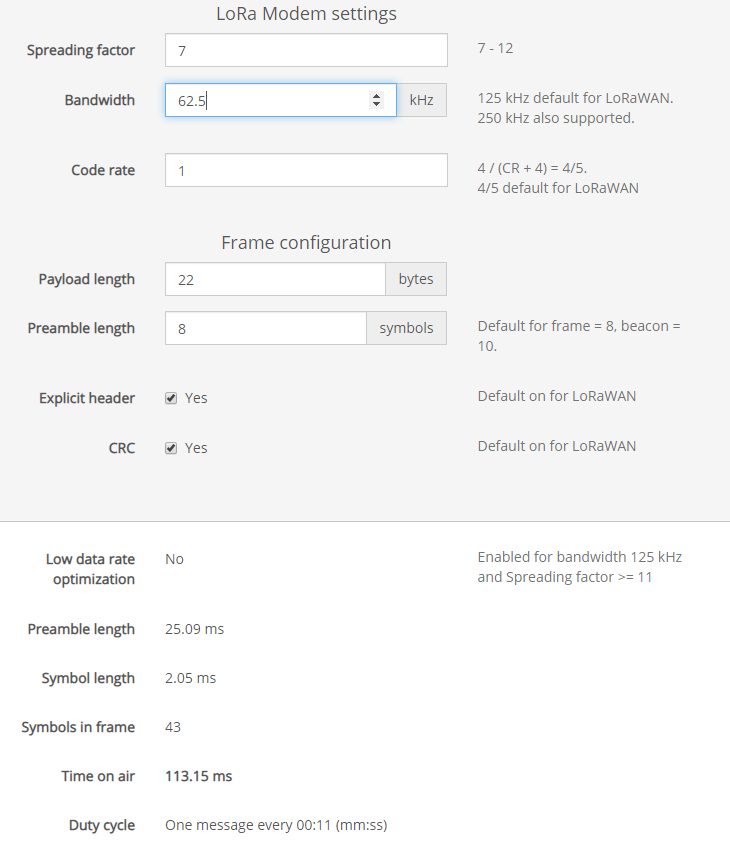 LoRa Modem settings
Spreading factor 7 7 - 12
Bandwidth 62.5 kHz 125 kHz default for LoRaWAN.
250 kHz also supported.
Code rate 1 4 / (CR + 4) = 4/5.
4/5 default for LoRaWAN
Frame configuration
Payload length 22 bytes
Preamble length 8 symbols Default for frame = 8, beacon =
10.
Explicit header Yes Default on for LoRaWAN
CRC Yes Default on for LoRaWAN
Low data rate No Enabled for bandwidth 125 kHz
optimization and Spreading factor >= 11
Preamble length 25.09 ms
Symbol length 2.05 ms
Symbols in frame 43
Time on air 113.15 ms
Duty cycle One message every 00:11 (mm:ss)